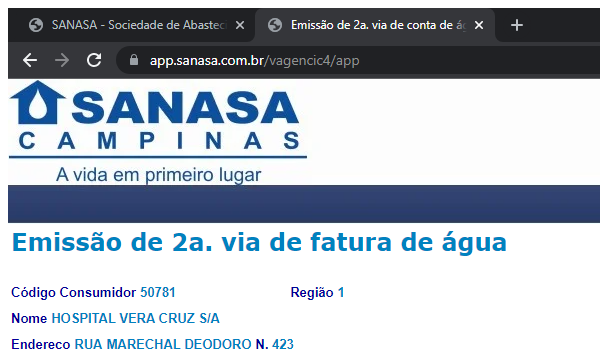 SANASA - Sociedade de Abastec
Emissão de 2a. via de conta de ág
app.sanasa.com.br/vagencic4/app
SANASA
CAMPINAS
A vida em primeiro lugar
Emissão de 2a. via de fatura de água
Código Consumidor 50781 Região 1
Nome HOSPITAL VERA CRUZ S/A
Endereço RUA MARECHAL DEODORO N. 423